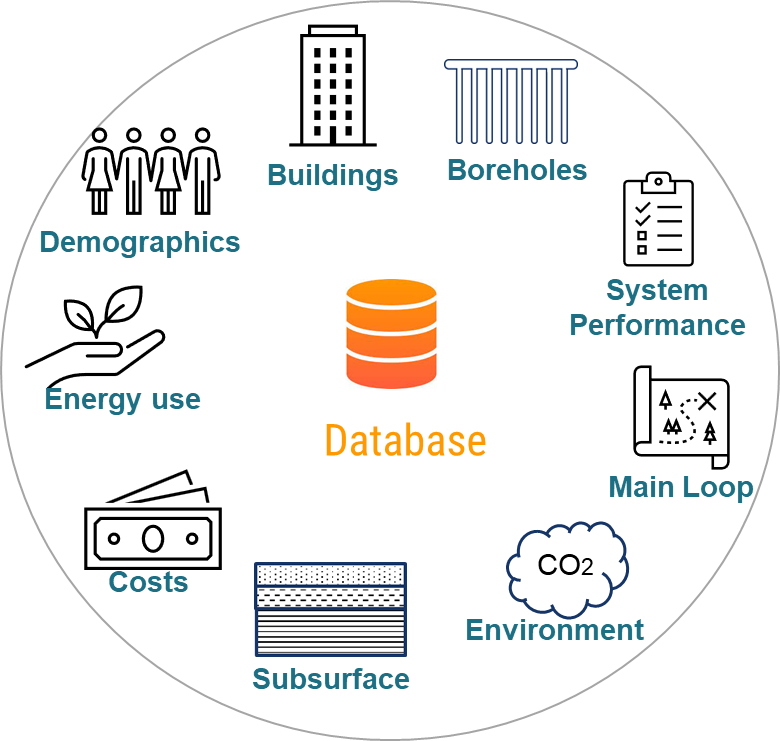 Buildings
Boreholes
Demographics
System
Performance
Energy use
Database
Main Loop
CO2
Costs
Environment
Subsurface